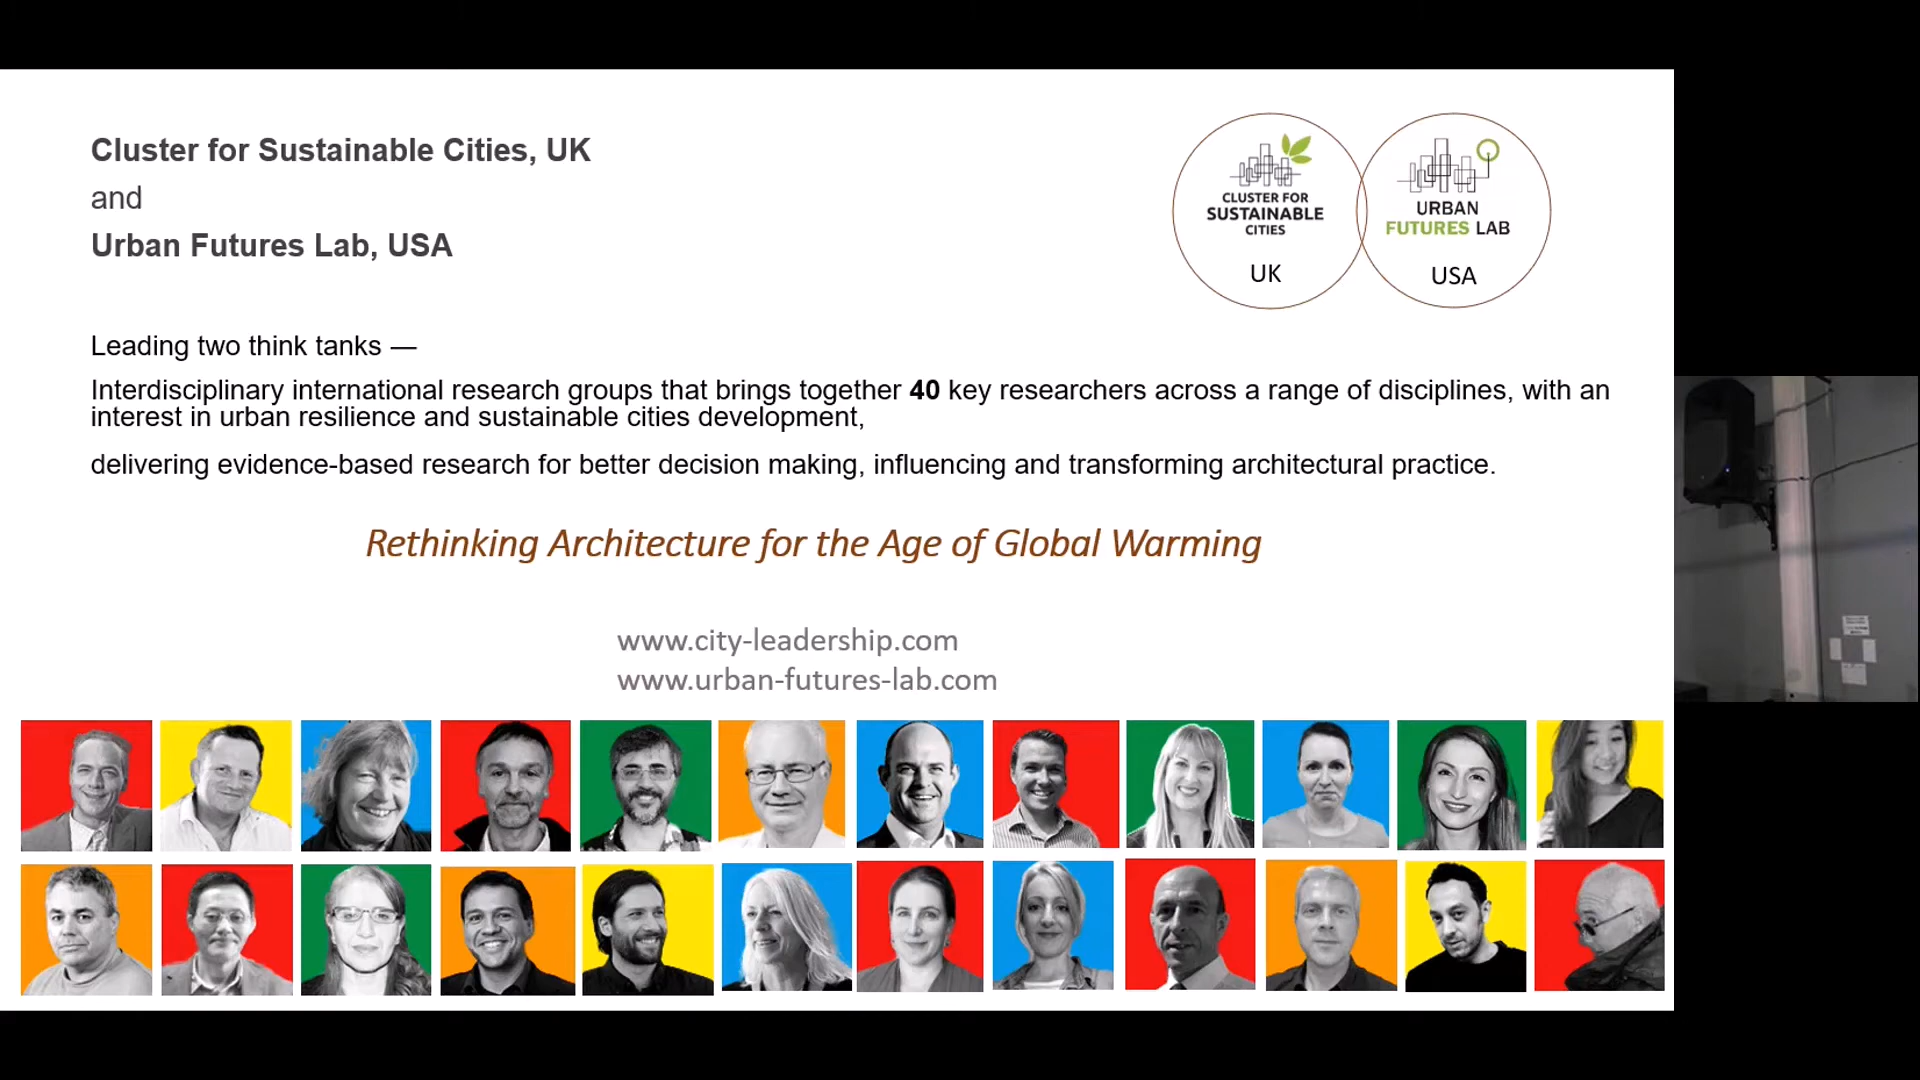 Cluster for Sustainable Cities, UK
and
Urban Futures Lab, USA
CLUSTER FOR
SUSTAINABLE
CITIES
UK
URBAN
FUTURES LAB
USA
Leading two think tanks —
Interdisciplinary international research groups that brings together 40 key researchers across a range of disciplines, with an
interest in urban resilience and sustainable cities development,
delivering evidence-based research for better decision making, influencing and transforming architectural practice.
Rethinking Architecture for the Age of Global Warming
www.city-leadership.com
www.urban-futures-lab.com